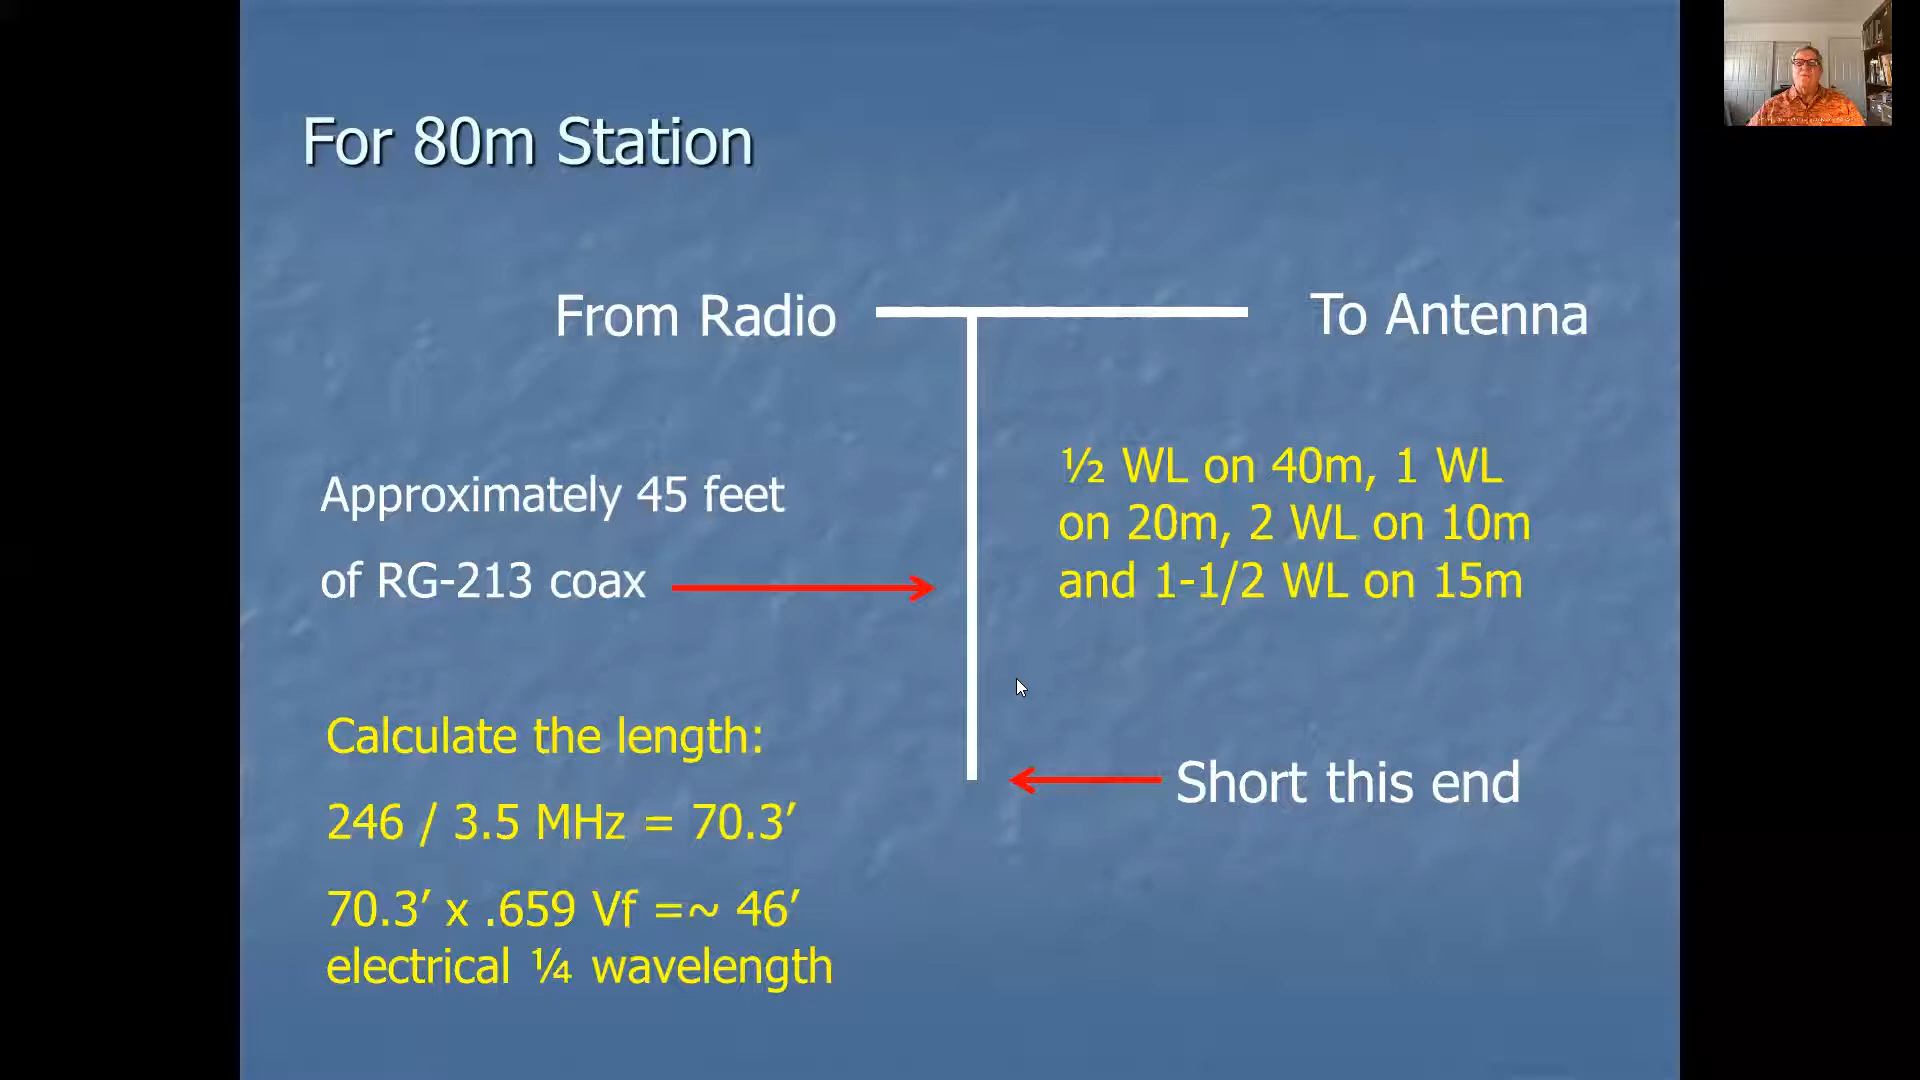 For 80m Station
From Radio
To Antenna
Approximately 45 feet
of RG-213 coax
½ WL on 40m, 1 WL
on 20m, 2 WL on 10m
and 1-1/2 WL on 15m
Calculate the length:
246 / 3.5 MHz = 70.3’
70.3’ x .659 Vf =~ 46’
electrical ¼ wavelength
Short this end